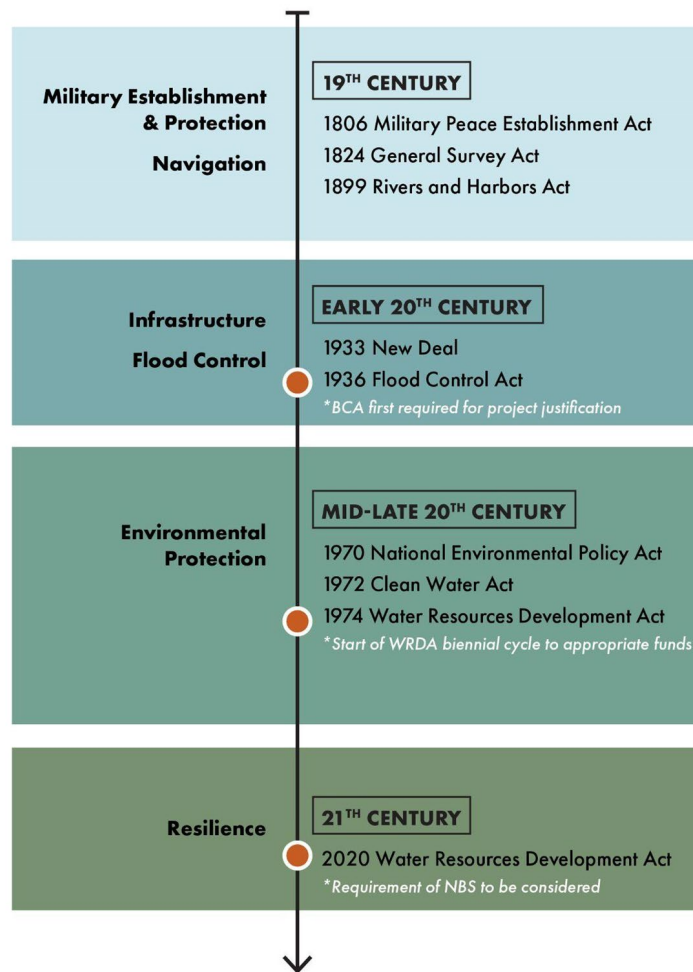 Military Establishment
& Protection
Navigation
19TH CENTURY
1806 Military Peace Establishment Act
1824 General Survey Act
1899 Rivers and Harbors Act
Infrastructure
Flood Control
EARLY 20TH CENTURY
1933 New Deal
1936 Flood Control Act
*BCA first required for project justification
Environmental
Protection
MID-LATE 20TH CENTURY
1970 National Environmental Policy Act
1972 Clean Water Act
1974 Water Resources Development Act
*Start of WRDA biennial cycle to appropriate funds
Resilience
21TH CENTURY
2020 Water Resources Development Act
*Requirement of NBS to be considered